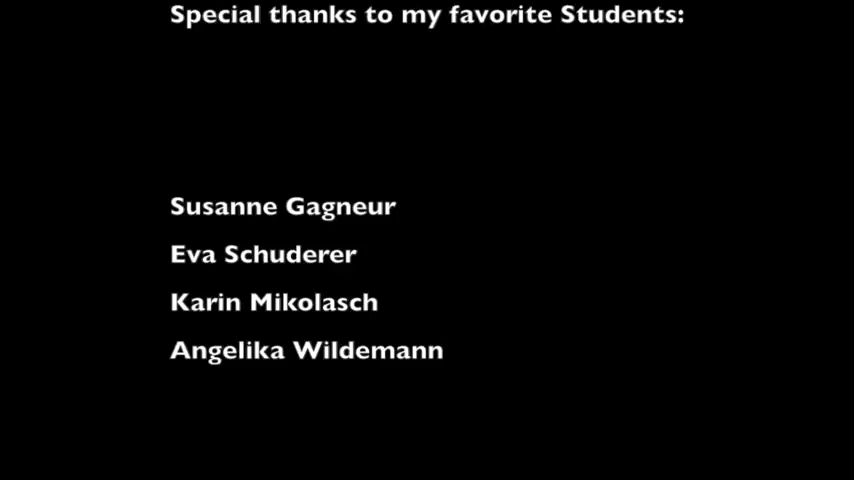 Special thanks to my favorite Students:
Susanne Gagneur
Eva Schuderer
Karin Mikolasch
Angelika Wildemann